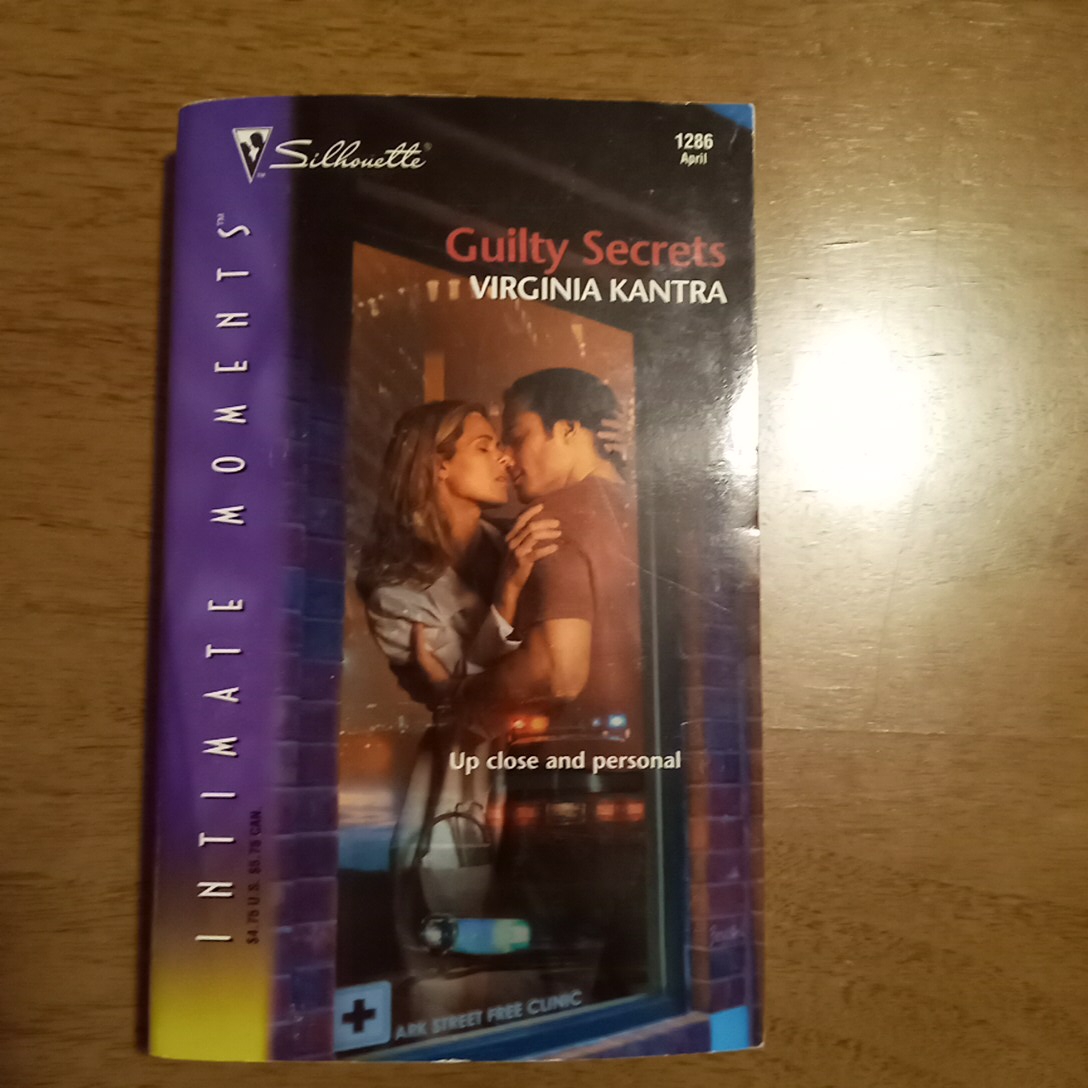 Silhouette®
1286
April
INTIMATE MOMENTS™
Guilty Secrets
VIRGINIA KANTRA
Up close and personal
$4.75 U.S. $5.75 CAN.
ARK STREET FREE CLINIC